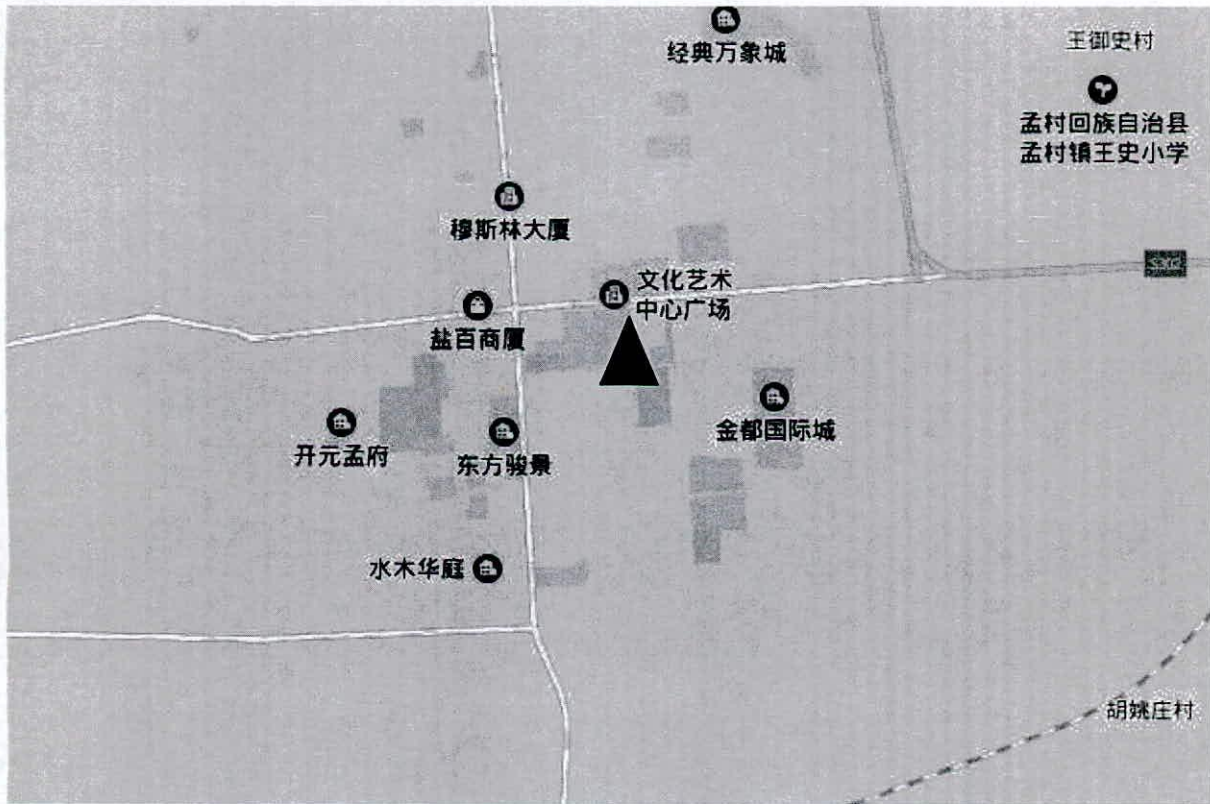 经典万象城
王御史村
孟村回族自治县
孟村镇王史小学
穆斯林大厦
S302
文化艺术
中心广场
盐百商厦
金都国际城
开元孟府
东方骏景
水木华庭
胡姚庄村